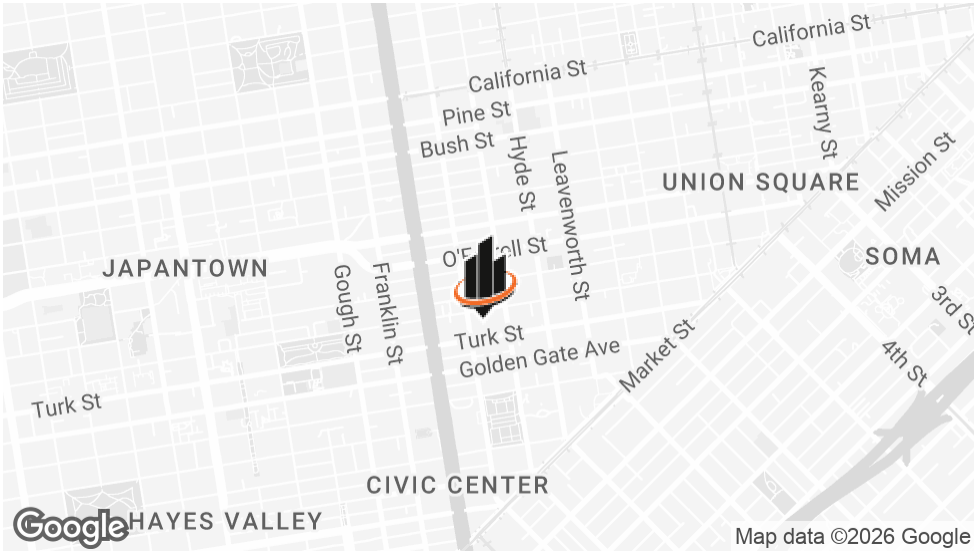 California St
California St
Pine St
Bush St
Hyde St
Leavenworth St
Kearny St
Mission St
UNION SQUARE
SOMA
JAPANTOWN
Gough St
Franklin St
Turk St
Golden Gate Ave
Market St
3rd St
4th St
Turk St
CIVIC CENTER
HAYES VALLEY
Google
Map data ©2026 Google